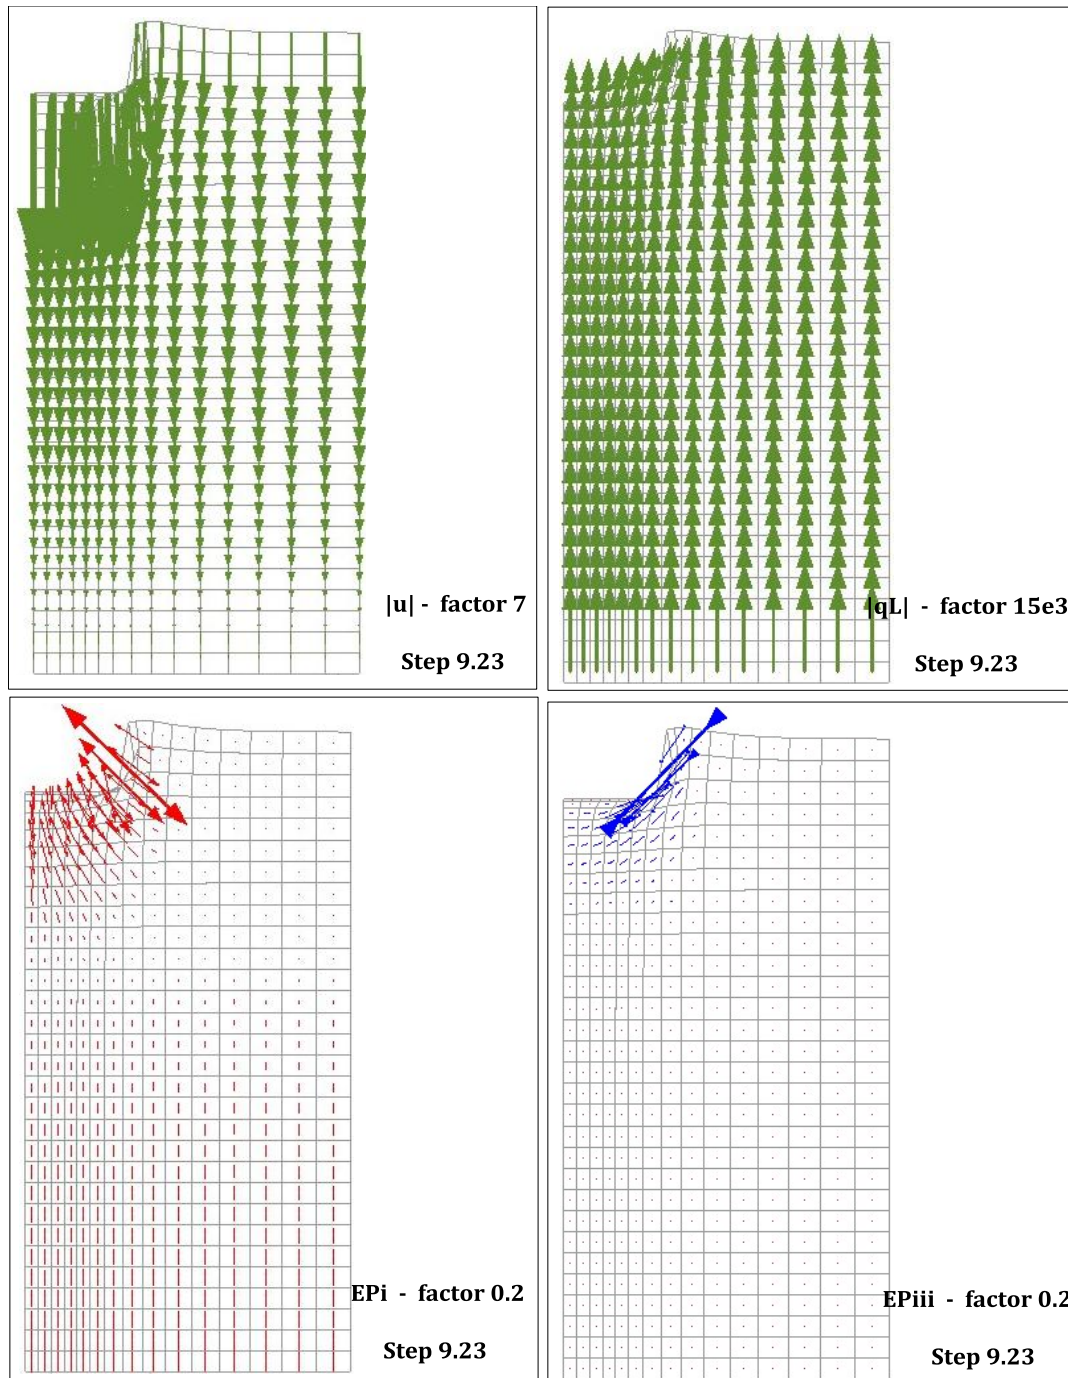 |u| - factor 7
Step 9.23
|qL| - factor 15e3
Step 9.23
EPi - factor 0.2
Step 9.23
EPiii - factor 0.2
Step 9.23